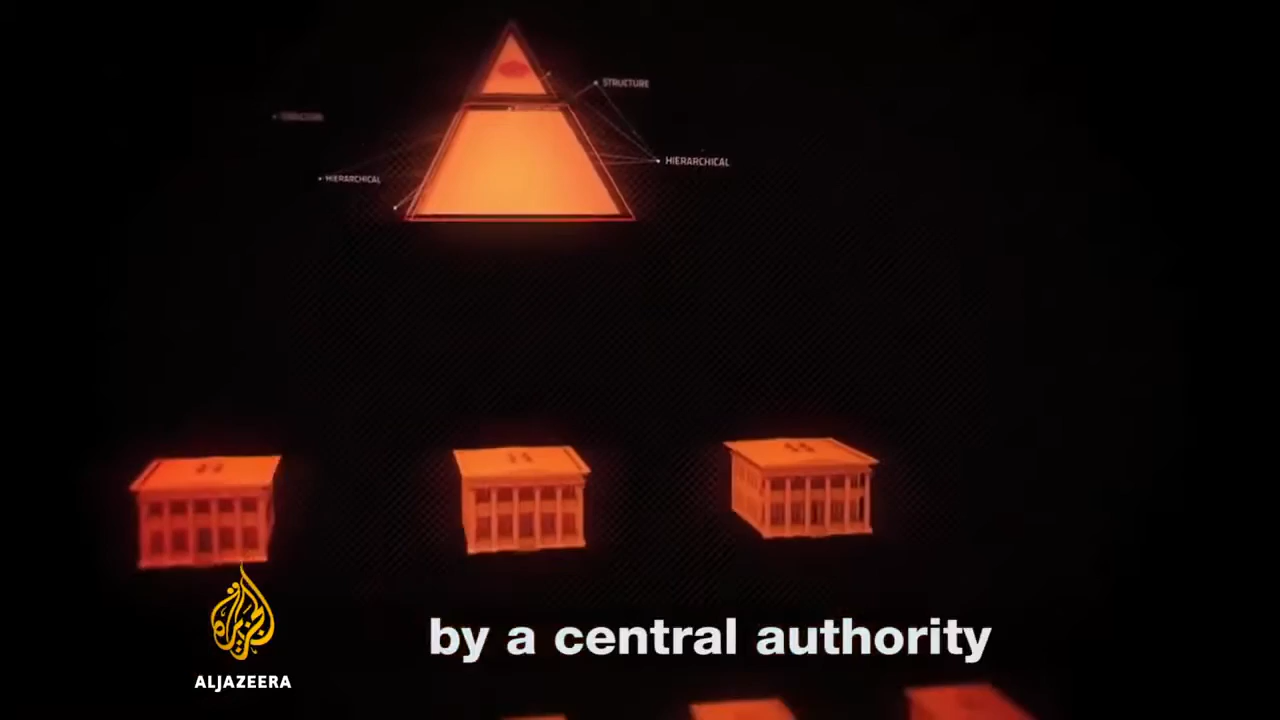 STRUCTURE
HIERARCHICAL
HIERARCHICAL
by a central authority
ALJAZEERA